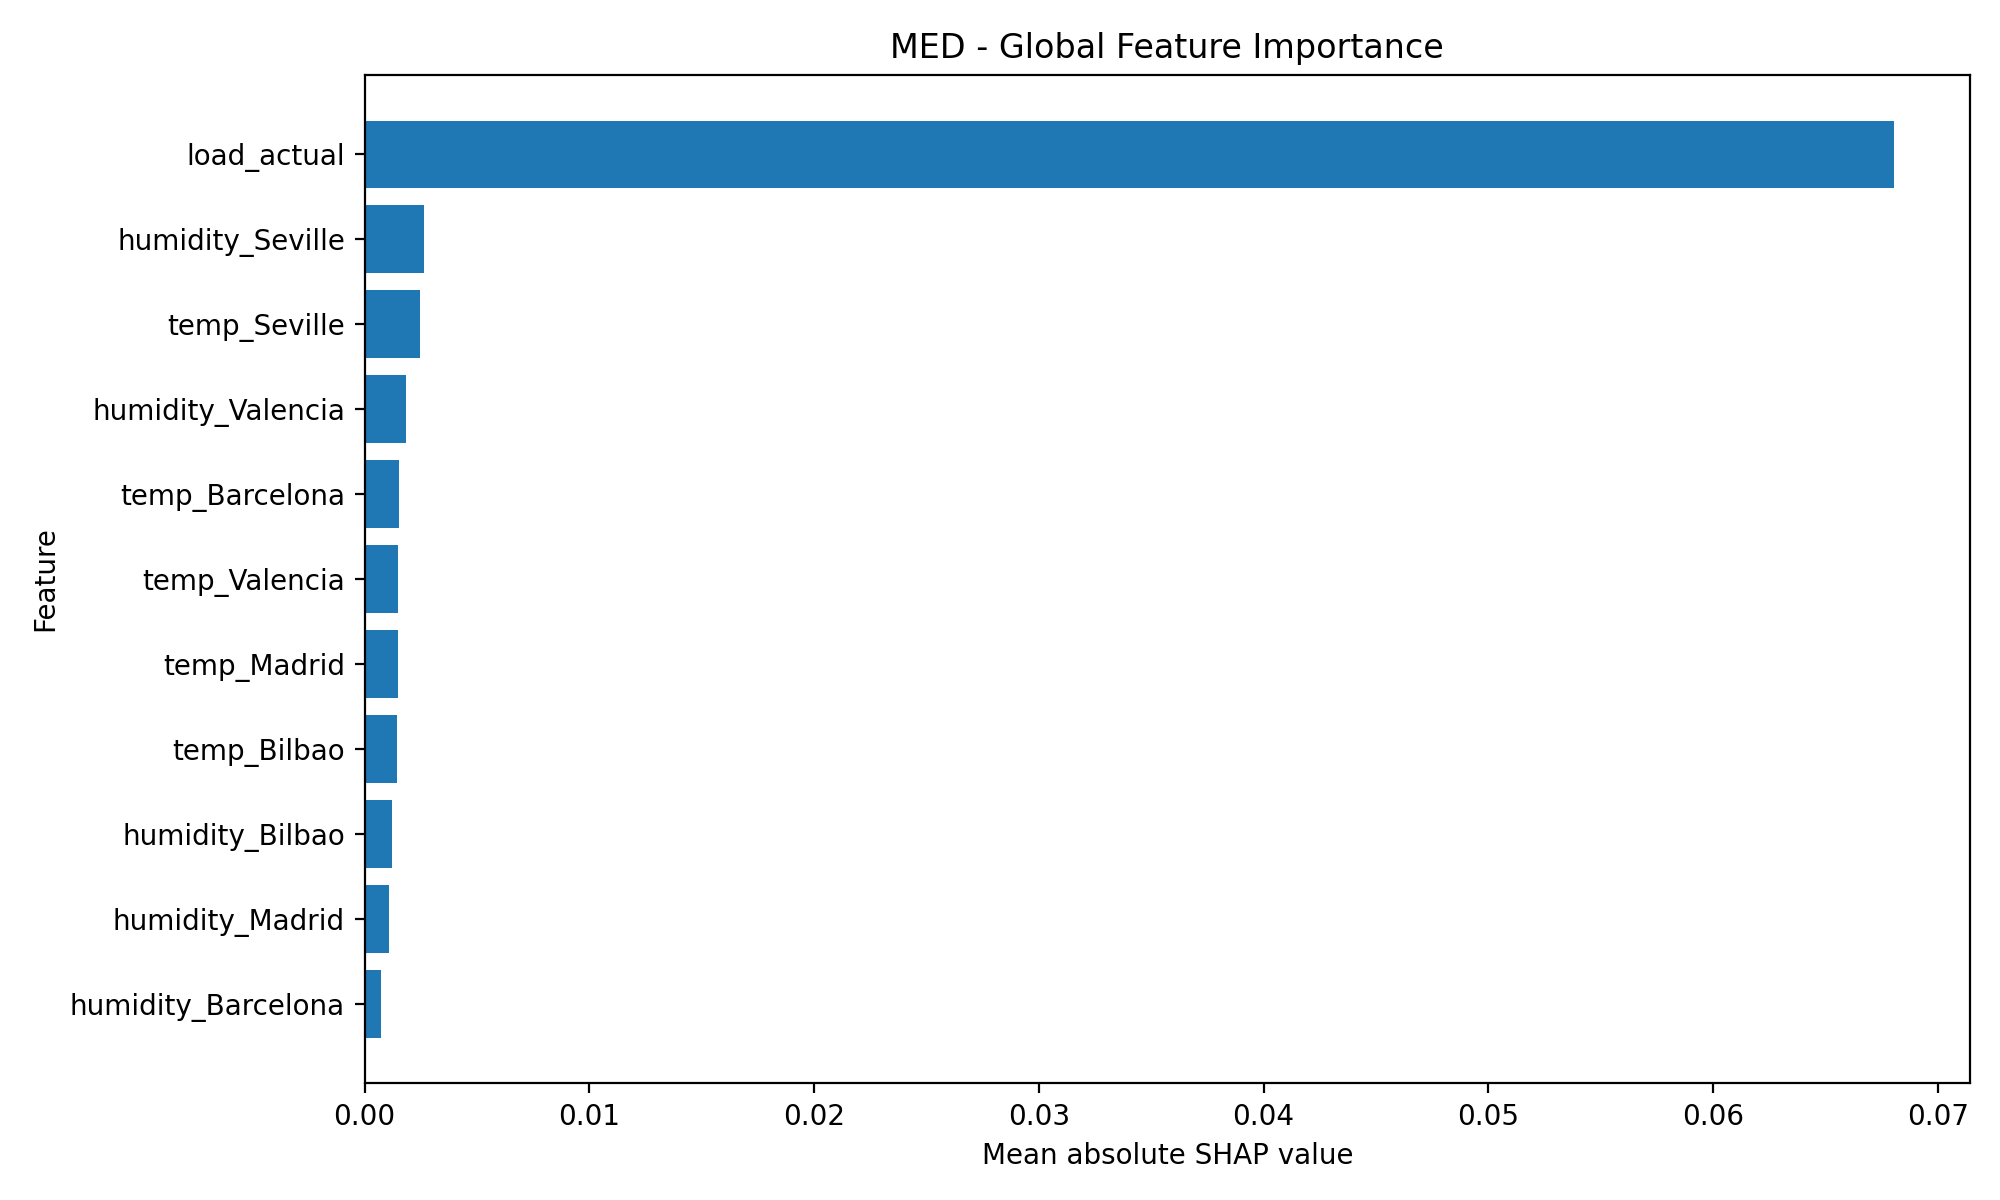 MED - Global Feature Importance
load_actual
humidity_Seville
temp_Seville
humidity_Valencia
temp_Barcelona
temp_Valencia
temp_Madrid
temp_Bilbao
humidity_Bilbao
humidity_Madrid
humidity_Barcelona
Feature
0.00 0.01 0.02 0.03 0.04 0.05 0.06 0.07
Mean absolute SHAP value